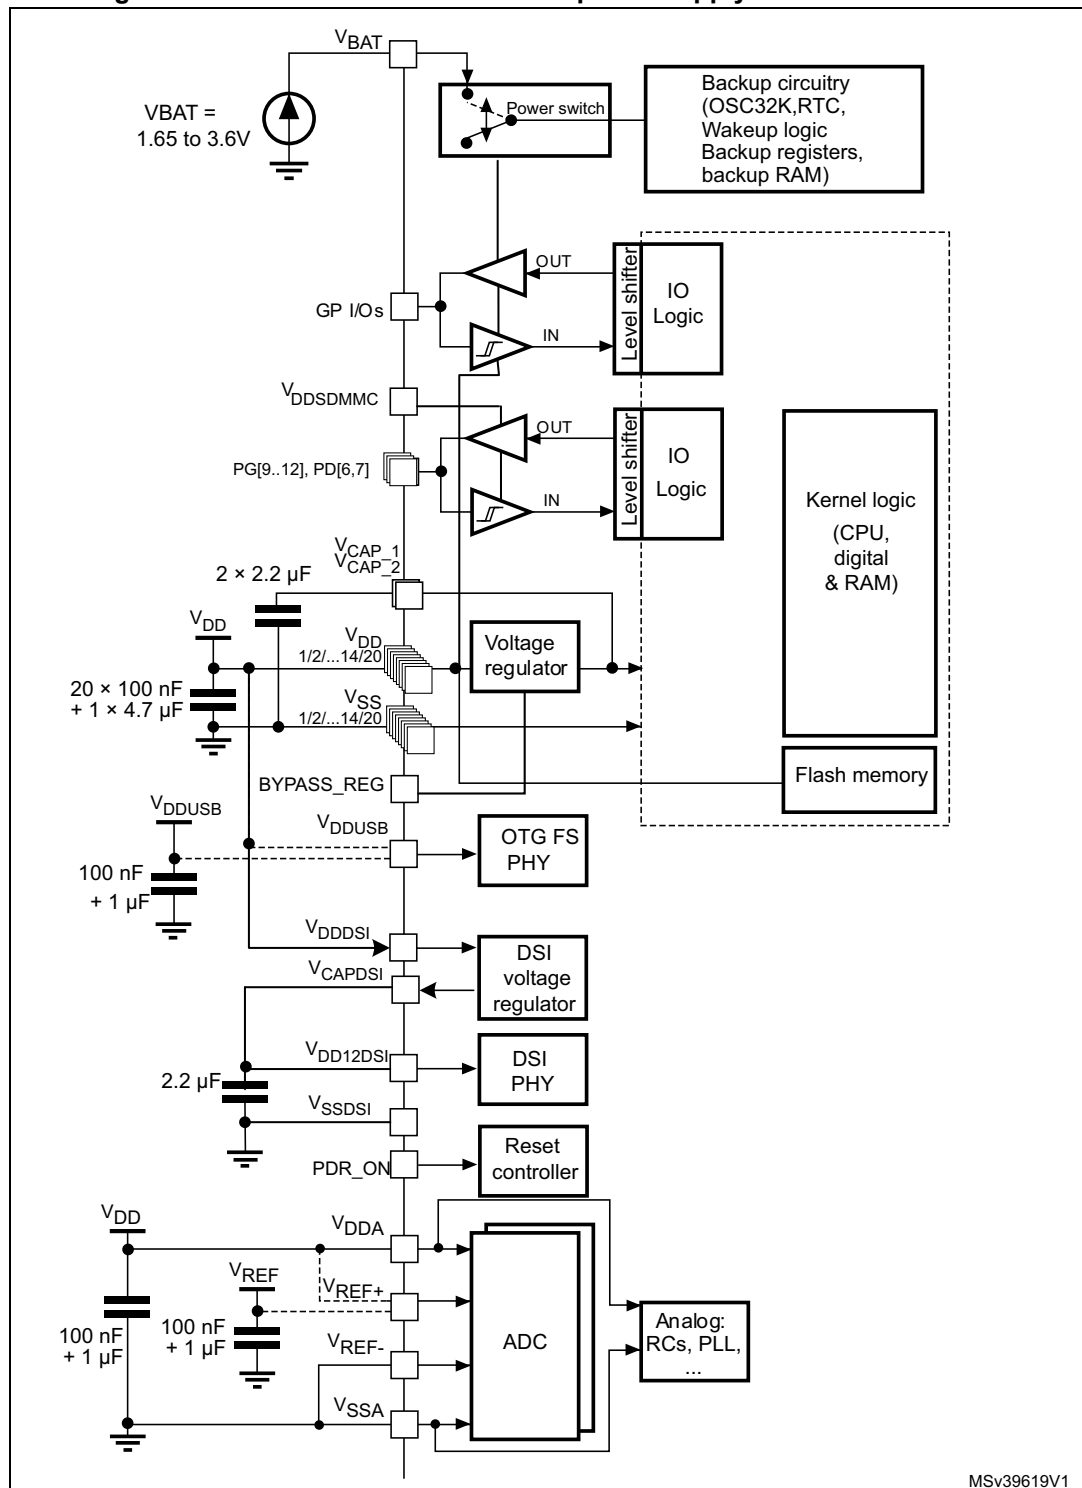 VBAT
VBAT =
1.65 to 3.6V
Power switch
Backup circuitry
(OSC32K,RTC,
Wakeup logic
Backup registers,
backup RAM)
OUT
Level shifter
IO
Logic
GP I/Os
IN
VDDSDMMC
OUT
Level shifter
IO
Logic
PG[9..12], PD[6,7]
IN
Kernel logic
(CPU,
digital
& RAM)
VCAP_1
VCAP_2
2 × 2.2 µF
VDD
VDD
1/2/...14/20
Voltage
regulator
20 × 100 nF
+ 1 × 4.7 µF
VSS
1/2/...14/20
BYPASS_REG
Flash memory
VDDUSB
VDDUSB
OTG FS
PHY
100 nF
+ 1 µF
VDDDSI
DSI
voltage
regulator
VCAPDSI
VDD12DSI
DSI
PHY
2.2 µF
VSSDSI
PDR_ON
Reset
controller
VDD
VDDA
VREF
VREF+
100 nF
+ 1 µF
100 nF
+ 1 µF
VREF-
ADC
Analog:
RCs, PLL,
...
VSSA
MSv39619V1